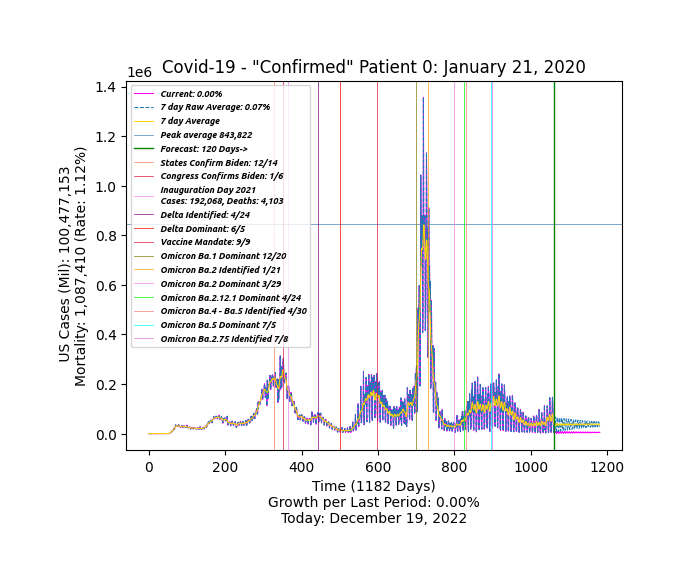 Covid-19 - "Confirmed" Patient 0: January 21, 2020
1e6
1.4
1.2
1.0
0.8
0.6
0.4
0.2
0.0
US Cases (Mil): 100,477,153
Mortality: 1,087,410 (Rate: 1.12%)
Current: 0.00%
7 day Raw Average: 0.07%
7 day Average
Peak average 843,822
Forecast: 120 Days->
States Confirm Biden: 12/14
Congress Confirms Biden: 1/6
Inauguration Day 2021
Cases: 192,068, Deaths: 4,103
Delta Identified: 4/24
Delta Dominant: 6/5
Vaccine Mandate: 9/9
Omicron Ba.1 Dominant 12/20
Omicron Ba.2 Identified 1/21
Omicron Ba.2 Dominant 3/29
Omicron Ba.2.12.1 Dominant 4/24
Omicron Ba.4 - Ba.5 Identified 4/30
Omicron Ba.5 Dominant 7/5
Omicron Ba.2.75 Identified 7/8
0 200 400 600 800 1000 1200
Time (1182 Days)
Growth per Last Period: 0.00%
Today: December 19, 2022